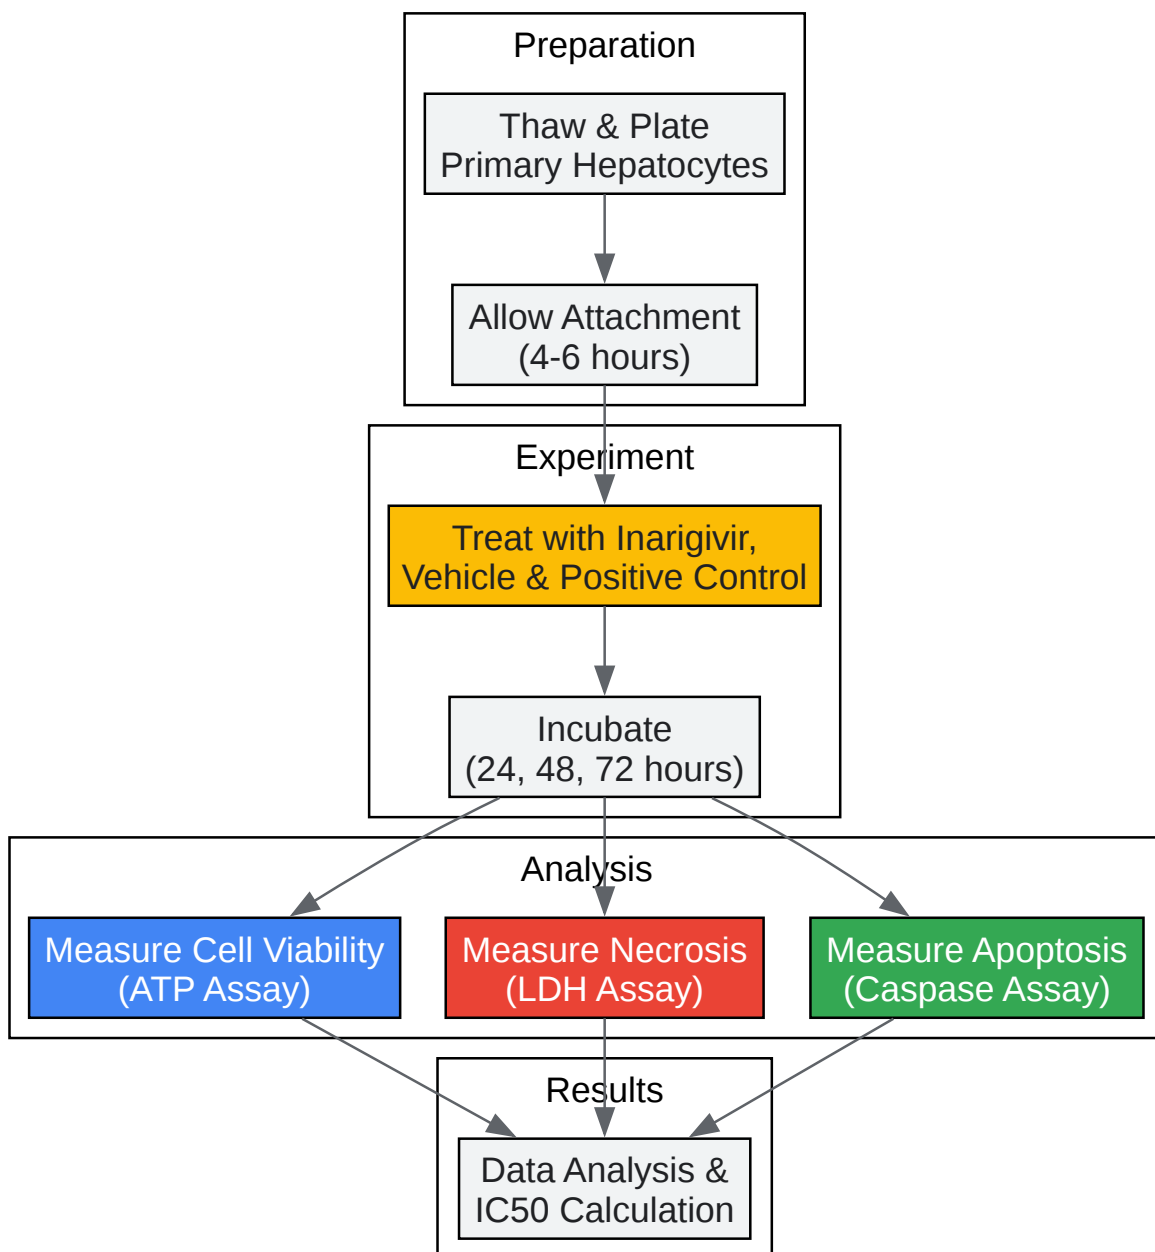 Preparation
Thaw & Plate
Primary Hepatocytes
Allow Attachment
(4-6 hours)
Experiment
Treat with Inarigivir,
Vehicle & Positive Control
Incubate
(24, 48, 72 hours)
Analysis
Measure Cell Viability
(ATP Assay)
Measure Necrosis
(LDH Assay)
Measure Apoptosis
(Caspase Assay)
Results
Data Analysis &
IC50 Calculation